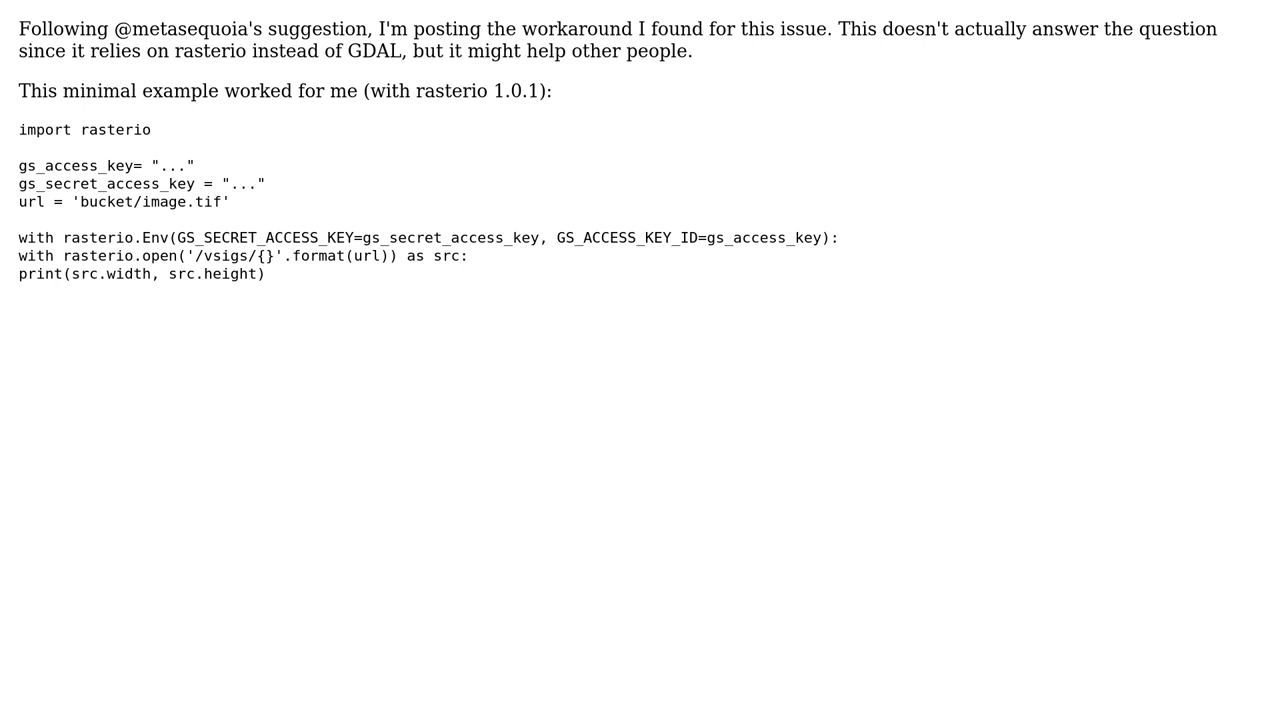 Following @metasequoia's suggestion, I'm posting the workaround I found for this issue. This doesn't actually answer the question
since it relies on rasterio instead of GDAL, but it might help other people.
This minimal example worked for me (with rasterio 1.0.1):
import rasterio
gs_access_key= "..."
gs_secret_access_key = "..."
url = 'bucket/image.tif'
with rasterio.Env(GS_SECRET_ACCESS_KEY=gs_secret_access_key, GS_ACCESS_KEY_ID=gs_access_key):
with rasterio.open('/vsigs/{}'.format(url)) as src:
print(src.width, src.height)